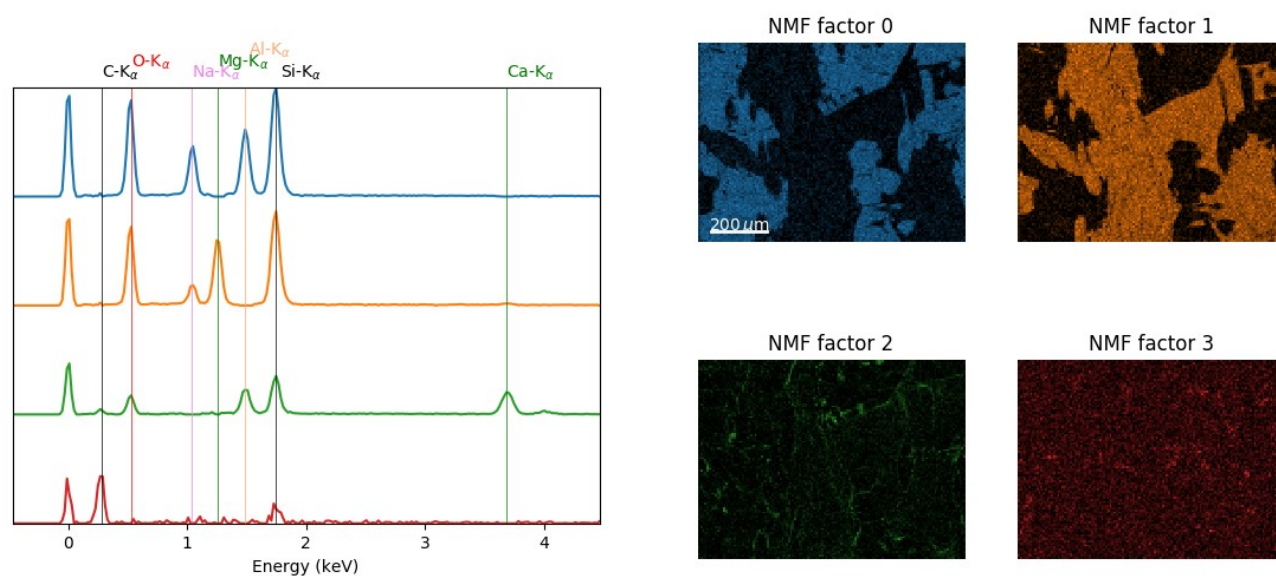 Al-Kα
O-Kα
Mg-Kα
C-Kα
Na-Kα
Si-Kα
Ca-Kα
0 1 2 3 4
Energy (keV)
NMF factor 0
NMF factor 1
200 μm
NMF factor 2
NMF factor 3